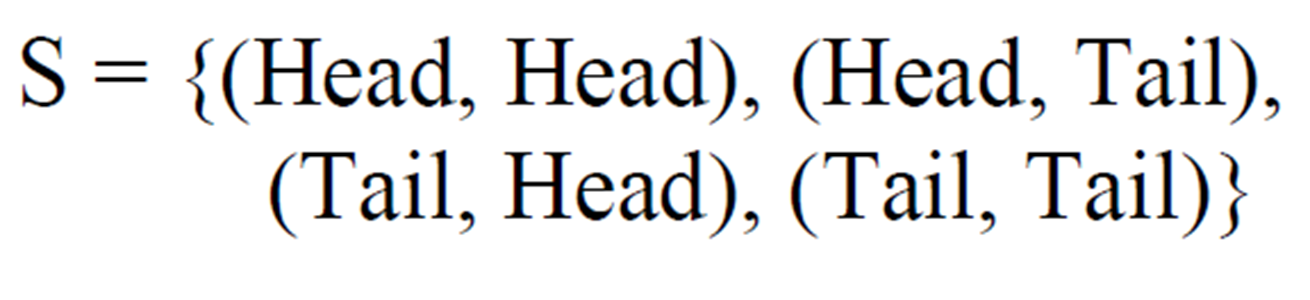 S = {(Head, Head), (Head, Tail),
(Tail, Head), (Tail, Tail)}